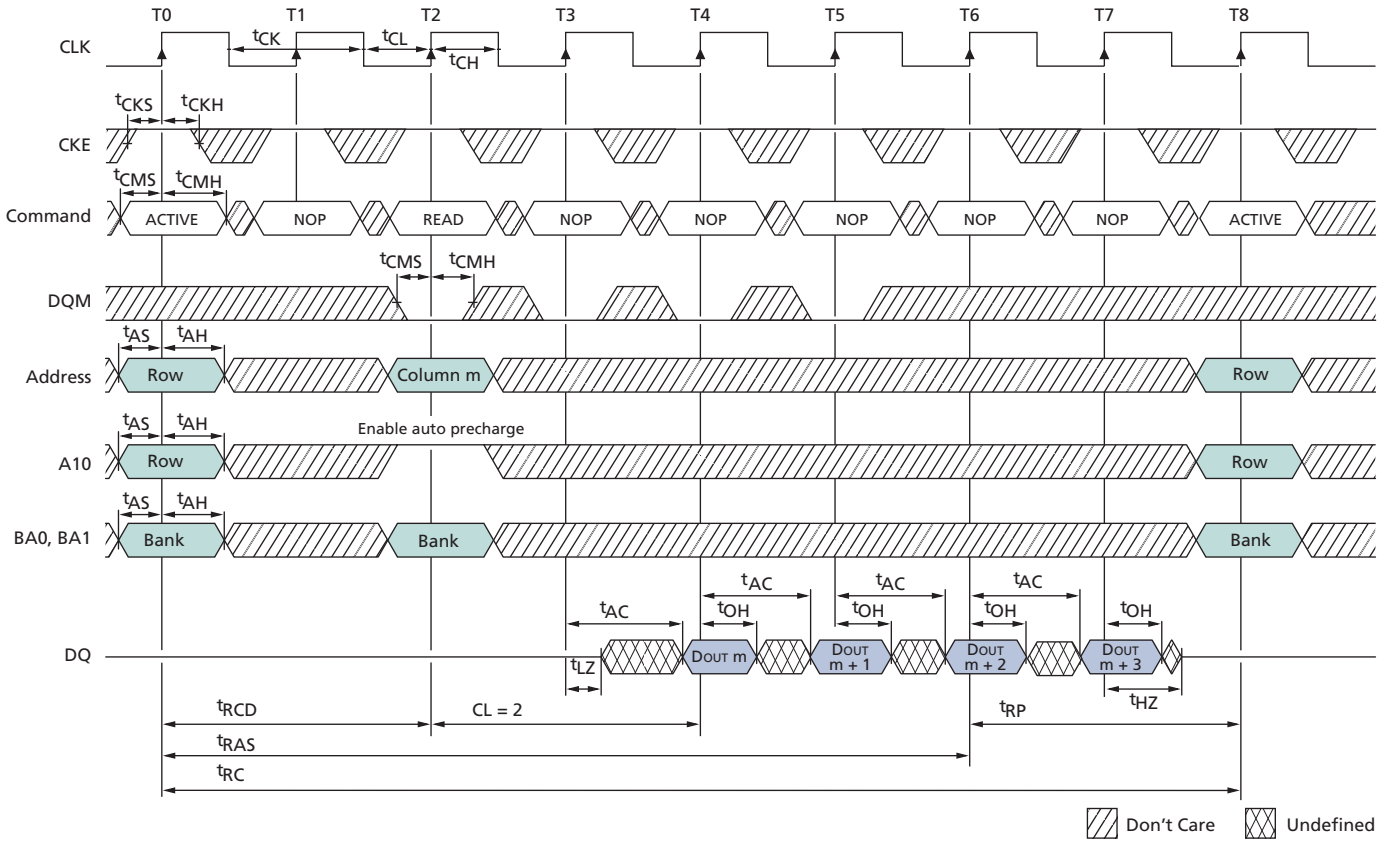 T0 T1 T2 T3 T4 T5 T6 T7 T8
CLK
tCK tCL
tCH
tCKS tCKH
CKE
tCMS tCMH
Command ACTIVE NOP READ NOP NOP NOP NOP NOP ACTIVE
tCMS tCMH
DQM
tAS tAH
Address Row Column m Row
tAS tAH
Enable auto precharge
A10 Row Row
tAS tAH
BA0, BA1 Bank Bank Bank
tAC tAC tAC
tAC tOH tOH tOH tOH
DQ DOUT m DOUT m + 1 DOUT m + 2 DOUT m + 3
tLZ tHZ
tRCD CL = 2 tRP
tRAS
tRC
Don't Care Undefined